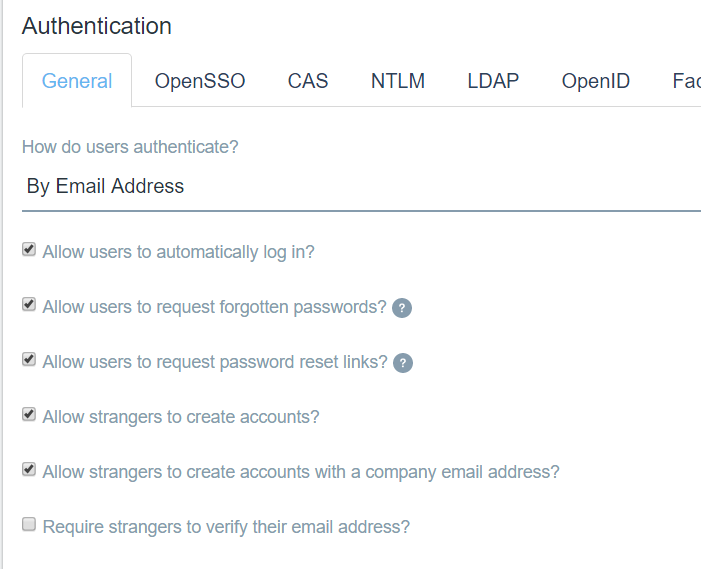 Authentication
General OpenSSO CAS NTLM LDAP OpenID Fac
How do users authenticate?
By Email Address
Allow users to automatically log in?
Allow users to request forgotten passwords? ?
Allow users to request password reset links? ?
Allow strangers to create accounts?
Allow strangers to create accounts with a company email address?
Require strangers to verify their email address?